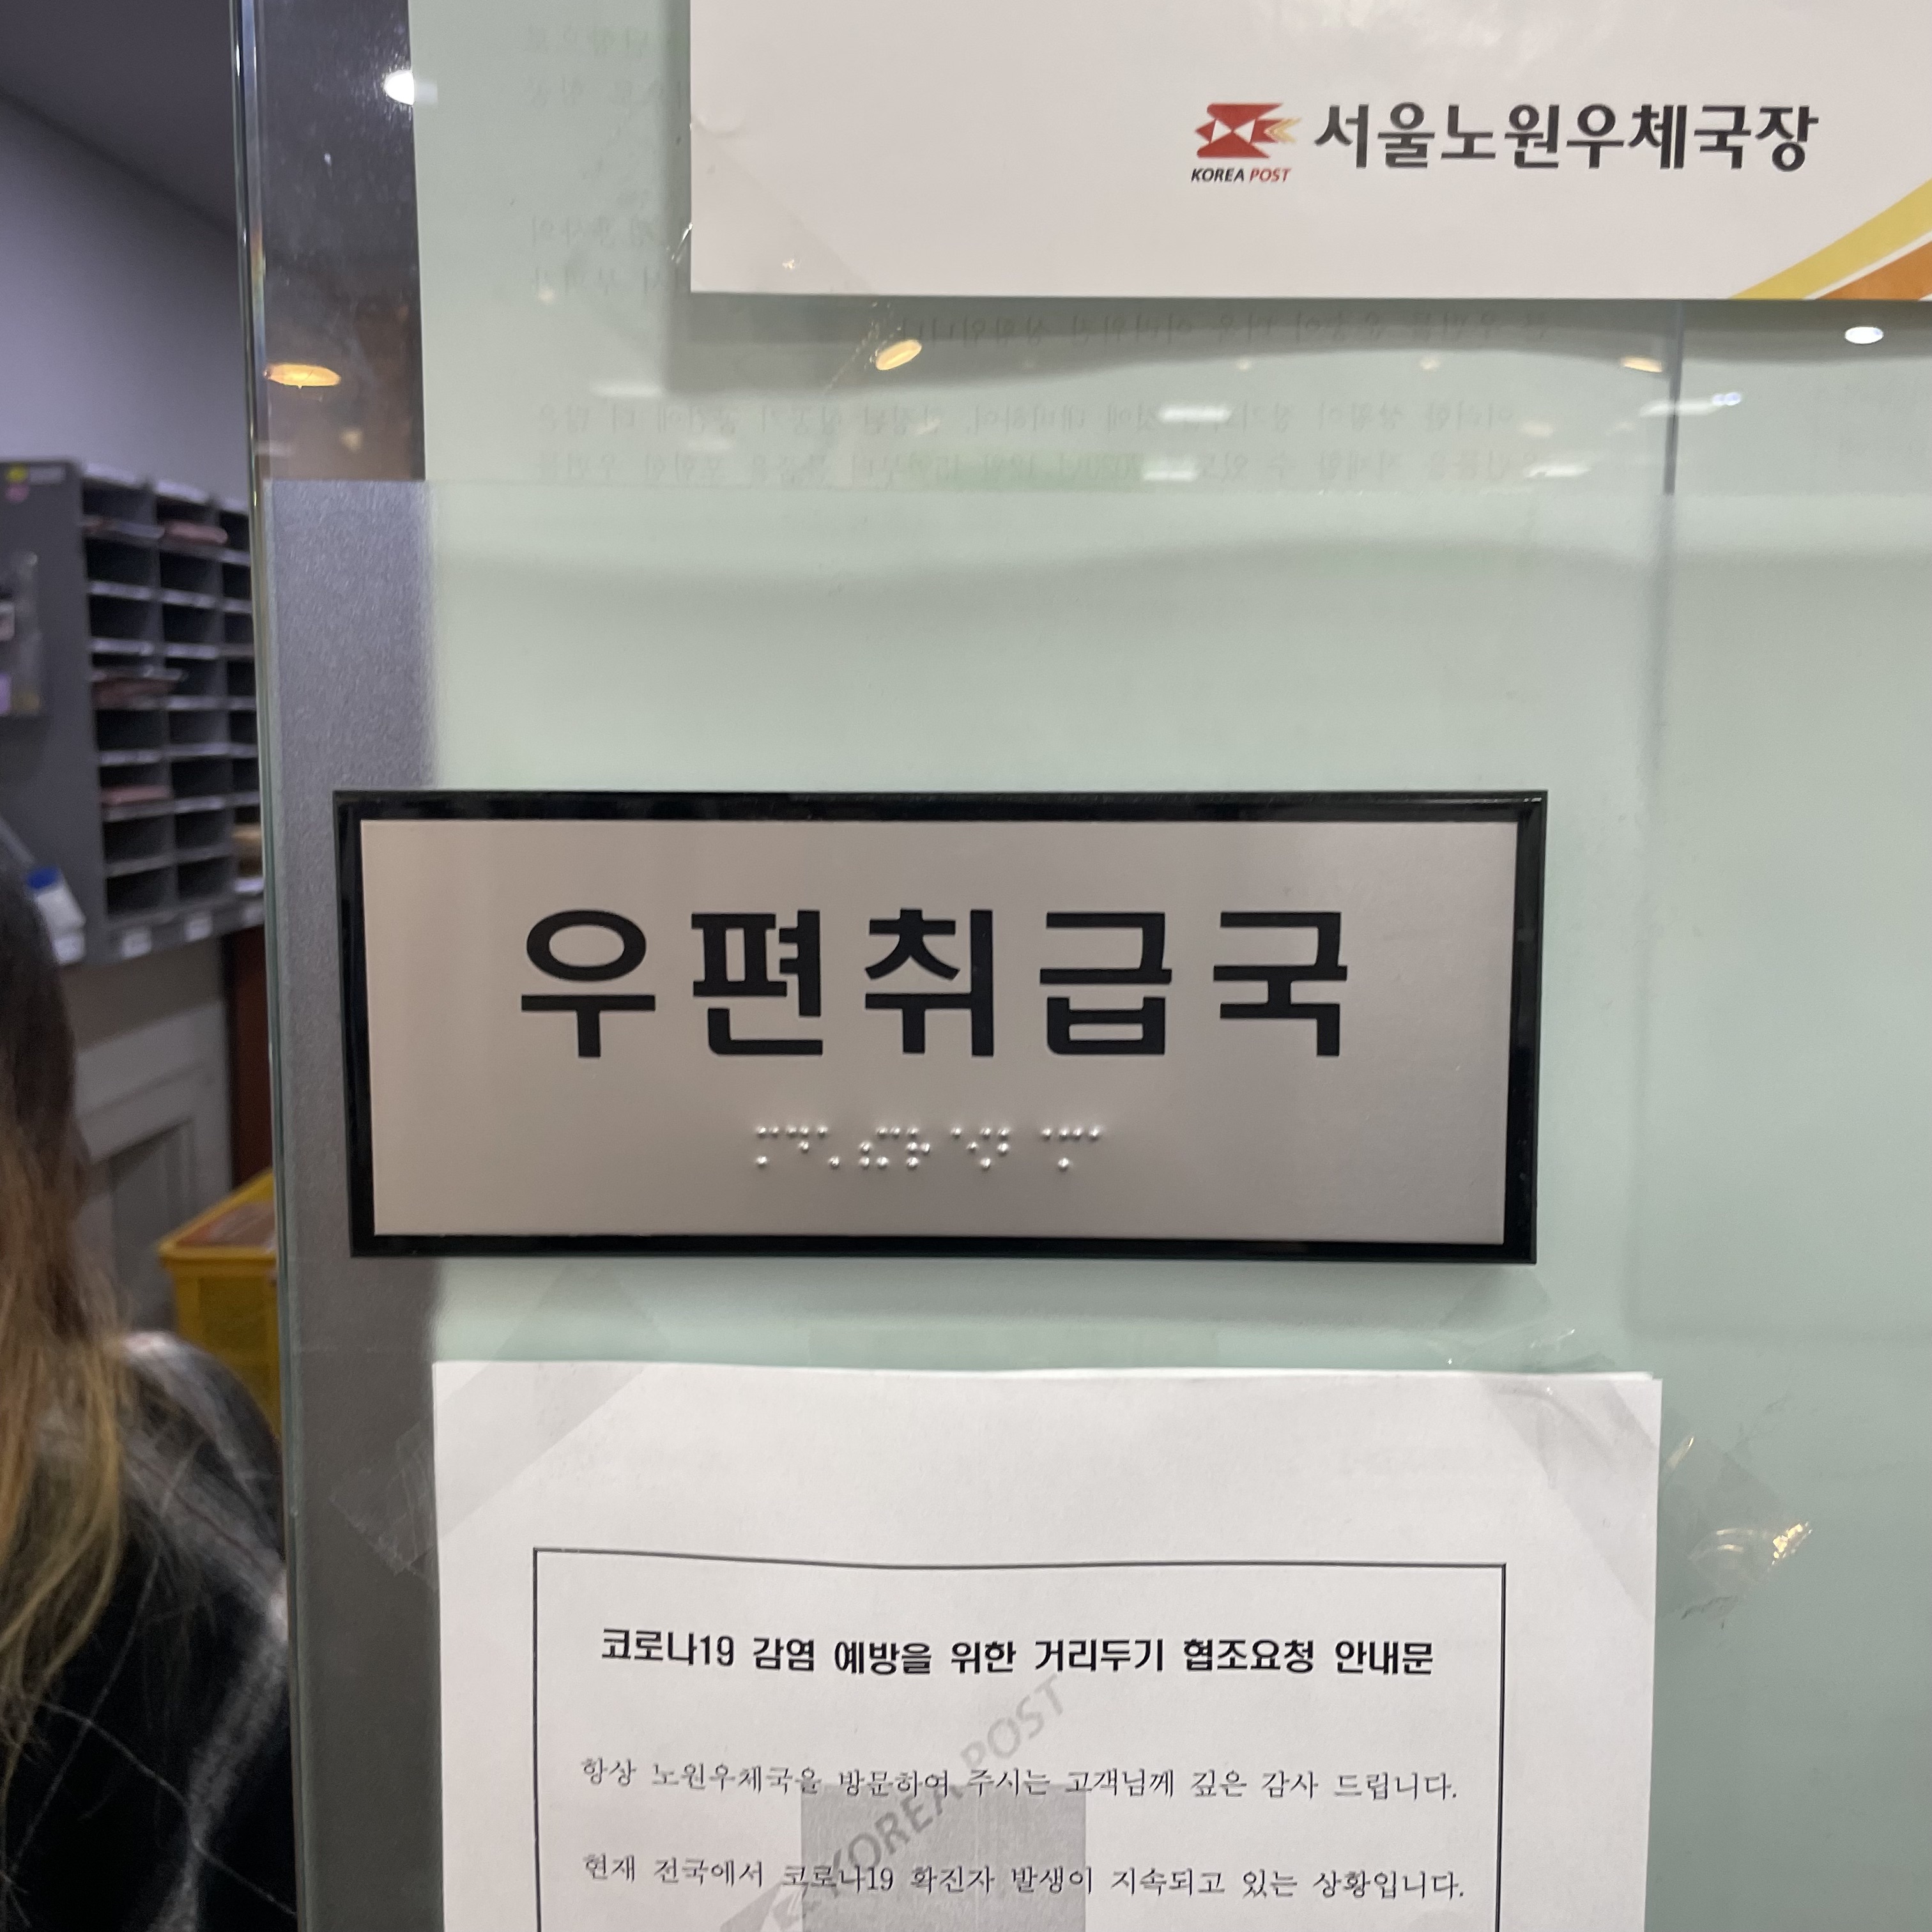 KOREA POST
서울노원우체국장
우편취급국
코로나19 감염 예방을 위한 거리두기 협조요청 안내문
항상 노원우체국을 방문하여 주시는 고객님께 깊은 감사 드립니다.
현재 전국에서 코로나19 확진자 발생이 지속되고 있는 상황입니다.
KOREA POST